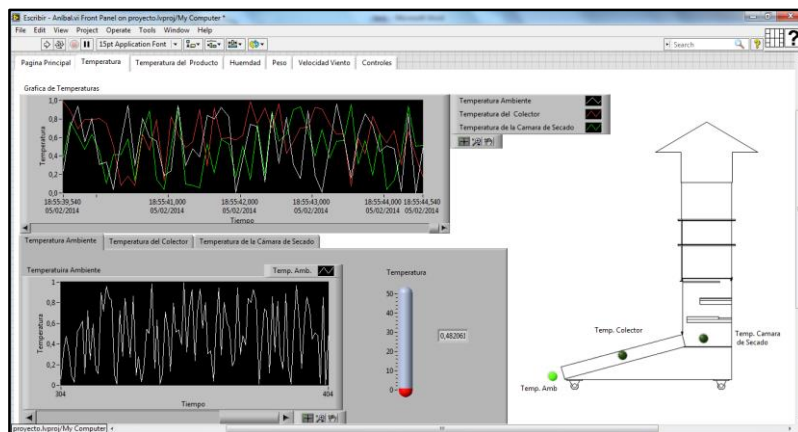 Escribir - Anibal.vi Front Panel on proyecto.lvproj/My Computer *
File Edit View Project Operate Tools Window Help
15pt Application Font
Search
Pagina Principal Temperatura Temperatura del Producto Huemdad Peso Velocidad Viento Controles
Grafica de Temperaturas
Temperatura
1,0
0,8
0,6
0,4
0,2
0,0
18:55:39,540 18:55:41,000 18:55:42,000 18:55:43,000 18:55:44,000 18:55:44,540
05/02/2014 05/02/2014 05/02/2014 05/02/2014 05/02/2014 05/02/2014
Tiempo
Temperatura Ambiente
Temperatura del Colector
Temperatura de la Camara de Secado
Temperatura Ambiente Temperatura del Colector Temperatura de la Cámara de Secado
Temperatuira Ambiente Temp. Amb.
Temperatura
1
0,8
0,6
0,4
0,2
0
304 404
Tiempo
Temperatura
50
40
30
20
10
0
0,482061
Temp. Colector
Temp. Camara
de Secado
Temp. Amb
proyecto.lvproj/My Computer